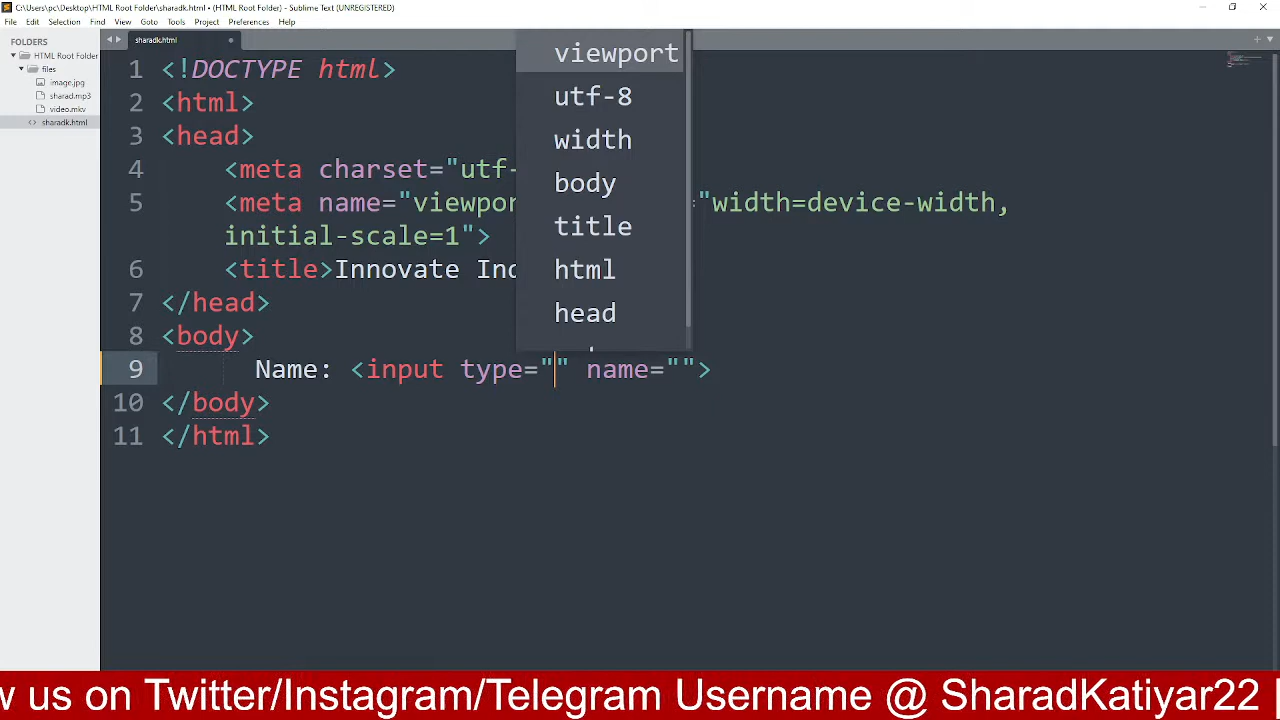 C:\Users\pc\Desktop\HTML Root Folder\sharadk.html • (HTML Root Folder) - Sublime Text (UNREGISTERED)
File Edit Selection Find View Goto Tools Project Preferences Help
FOLDERS
HTML Root Folder
files
image.jpg
sharad.mp3
video.mkv
sharadk.html
sharadk.html
1 <!DOCTYPE html>
2 <html>
3 <head>
4 <meta charset="utf-
5 <meta name="viewpor ="width=device-width,
initial-scale=1">
6 <title>Innovate Ind
7 </head>
8 <body>
9 Name: <input type="" name="">
10 </body>
11 </html>
viewport
utf-8
width
body
title
html
head
w us on Twitter/Instagram/Telegram Username @ SharadKatiyar22